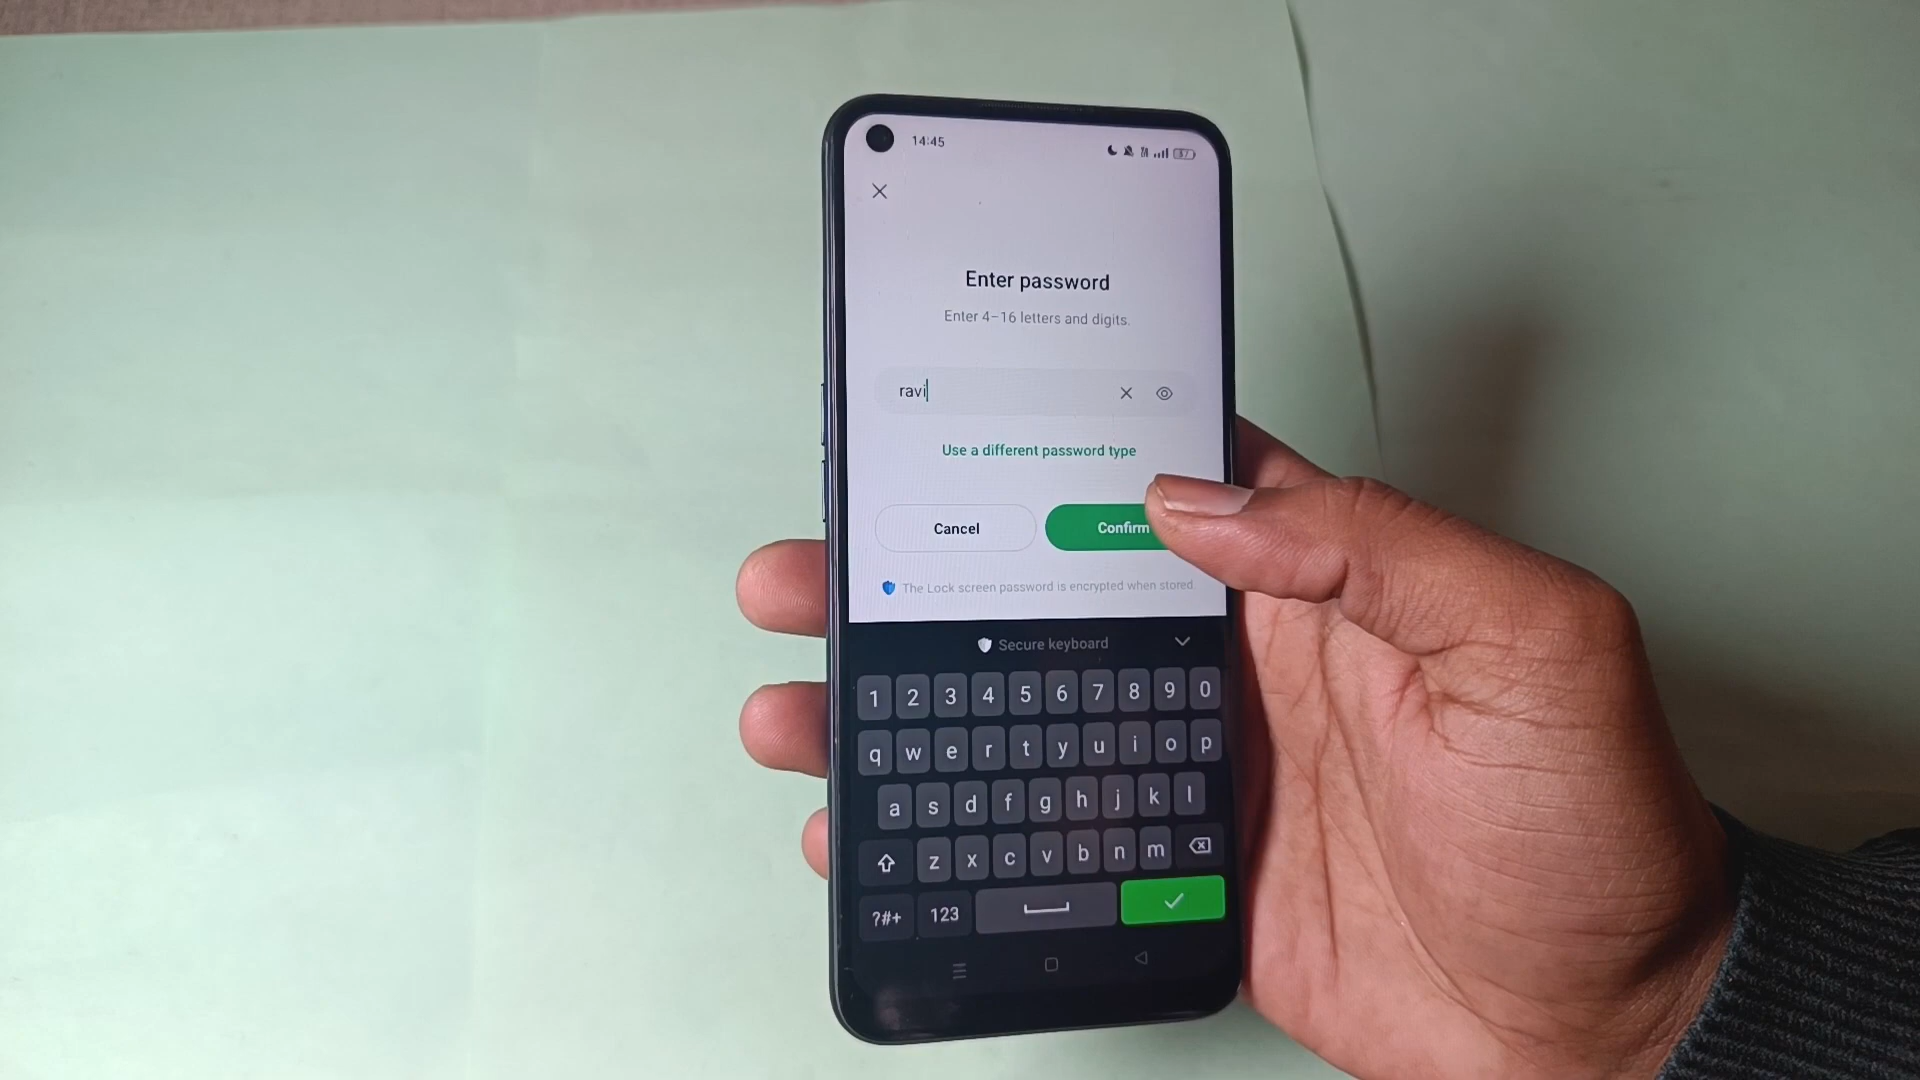 14:45
37
Enter password
Enter 4–16 letters and digits.
ravi
Use a different password type
Cancel
Confirm
The Lock screen password is encrypted when stored.
Secure keyboard
1 2 3 4 5 6 7 8 9 0
q w e r t y u i o p
a s d f g h j k l
z x c v b n m
?#+ 123